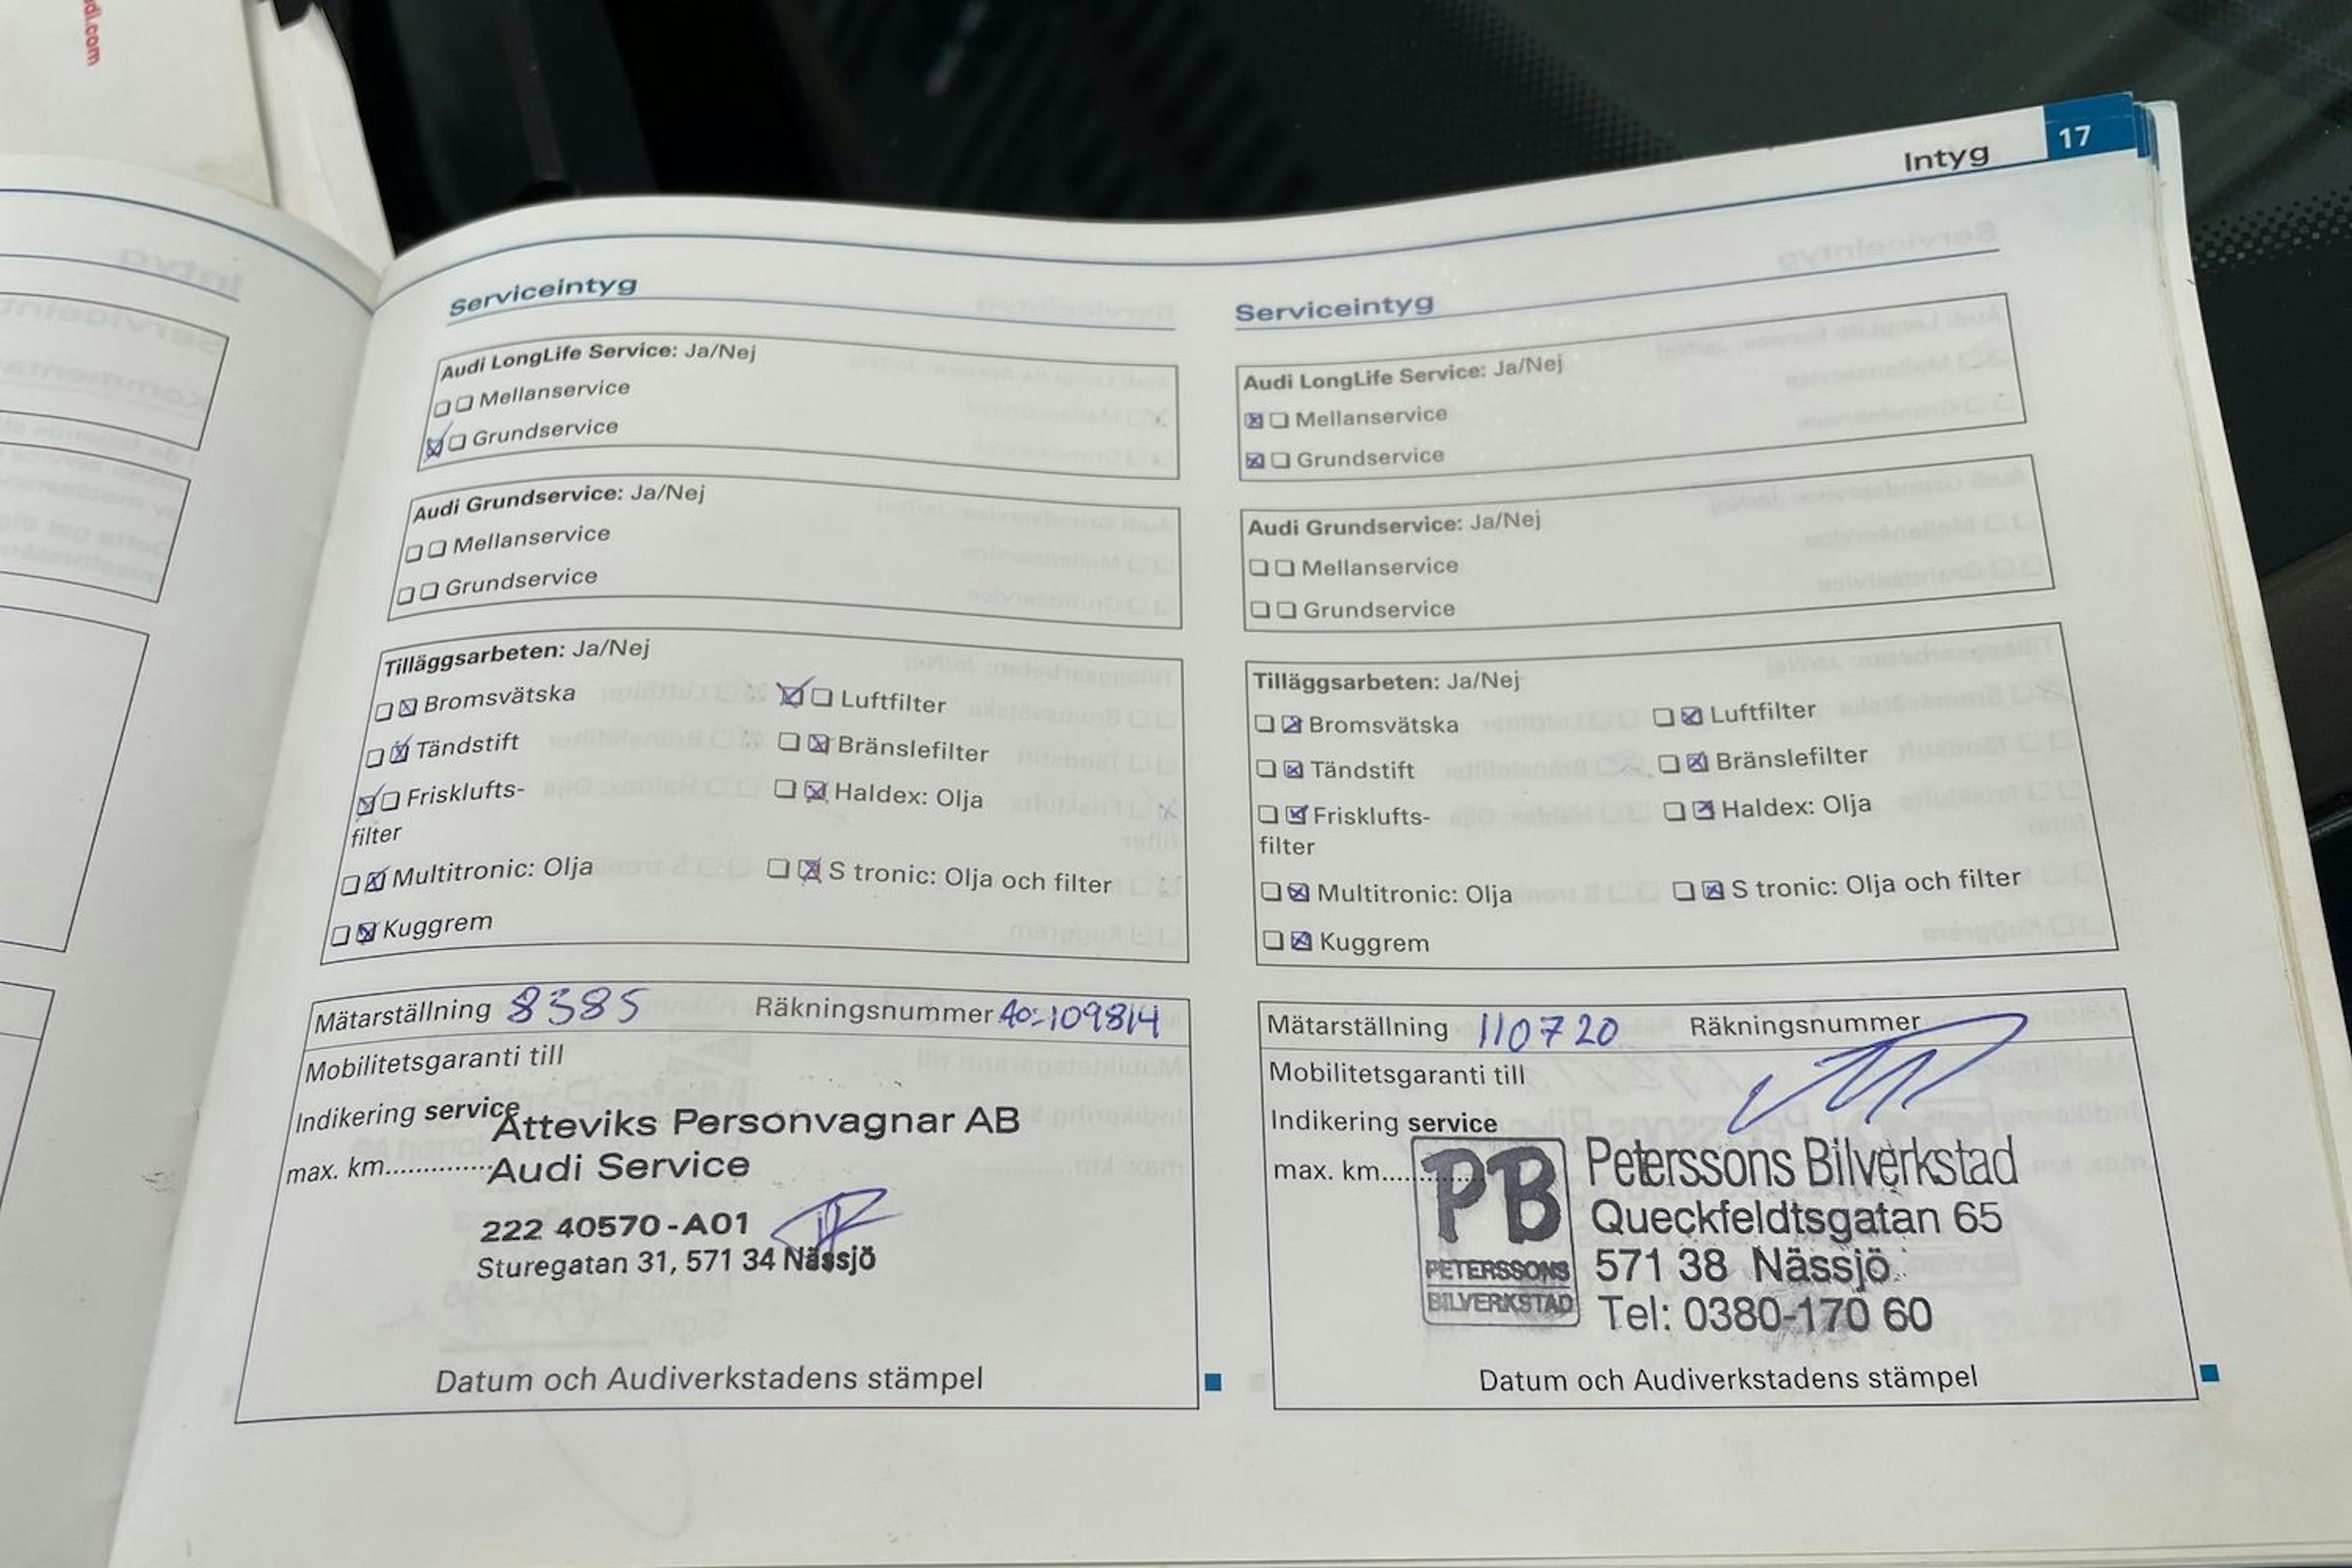 di.com
Intyg 17
Serviceintyg
Audi LongLife Service: Ja/Nej
Mellanservice
Grundservice
Audi Grundservice: Ja/Nej
Mellanservice
Grundservice
Tilläggsarbeten: Ja/Nej
Bromsvätska Luftfilter
Tändstift Bränslefilter
Frisklufts- Haldex: Olja
filter
Multitronic: Olja S tronic: Olja och filter
Kuggrem
Mätarställning 8385 Räkningsnummer 40-109814
Mobilitetsgaranti till
Indikering service
Atteviks Personvagnar AB
max. km..............
Audi Service
222 40570-A01
Sturegatan 31, 571 34 Nässjö
Datum och Audiverkstadens stämpel
Serviceintyg
Audi LongLife Service: Ja/Nej
Mellanservice
Grundservice
Audi Grundservice: Ja/Nej
Mellanservice
Grundservice
Tilläggsarbeten: Ja/Nej
Bromsvätska Luftfilter
Tändstift Bränslefilter
Frisklufts- Haldex: Olja
filter
Multitronic: Olja S tronic: Olja och filter
Kuggrem
Mätarställning 110720 Räkningsnummer
Mobilitetsgaranti till
Indikering service
max. km..............
PB
PETERSSONS
BILVERKSTAD
Peterssons Bilverkstad
Queckfeldtsgatan 65
571 38 Nässjö
Tel: 0380-170 60
Datum och Audiverkstadens stämpel